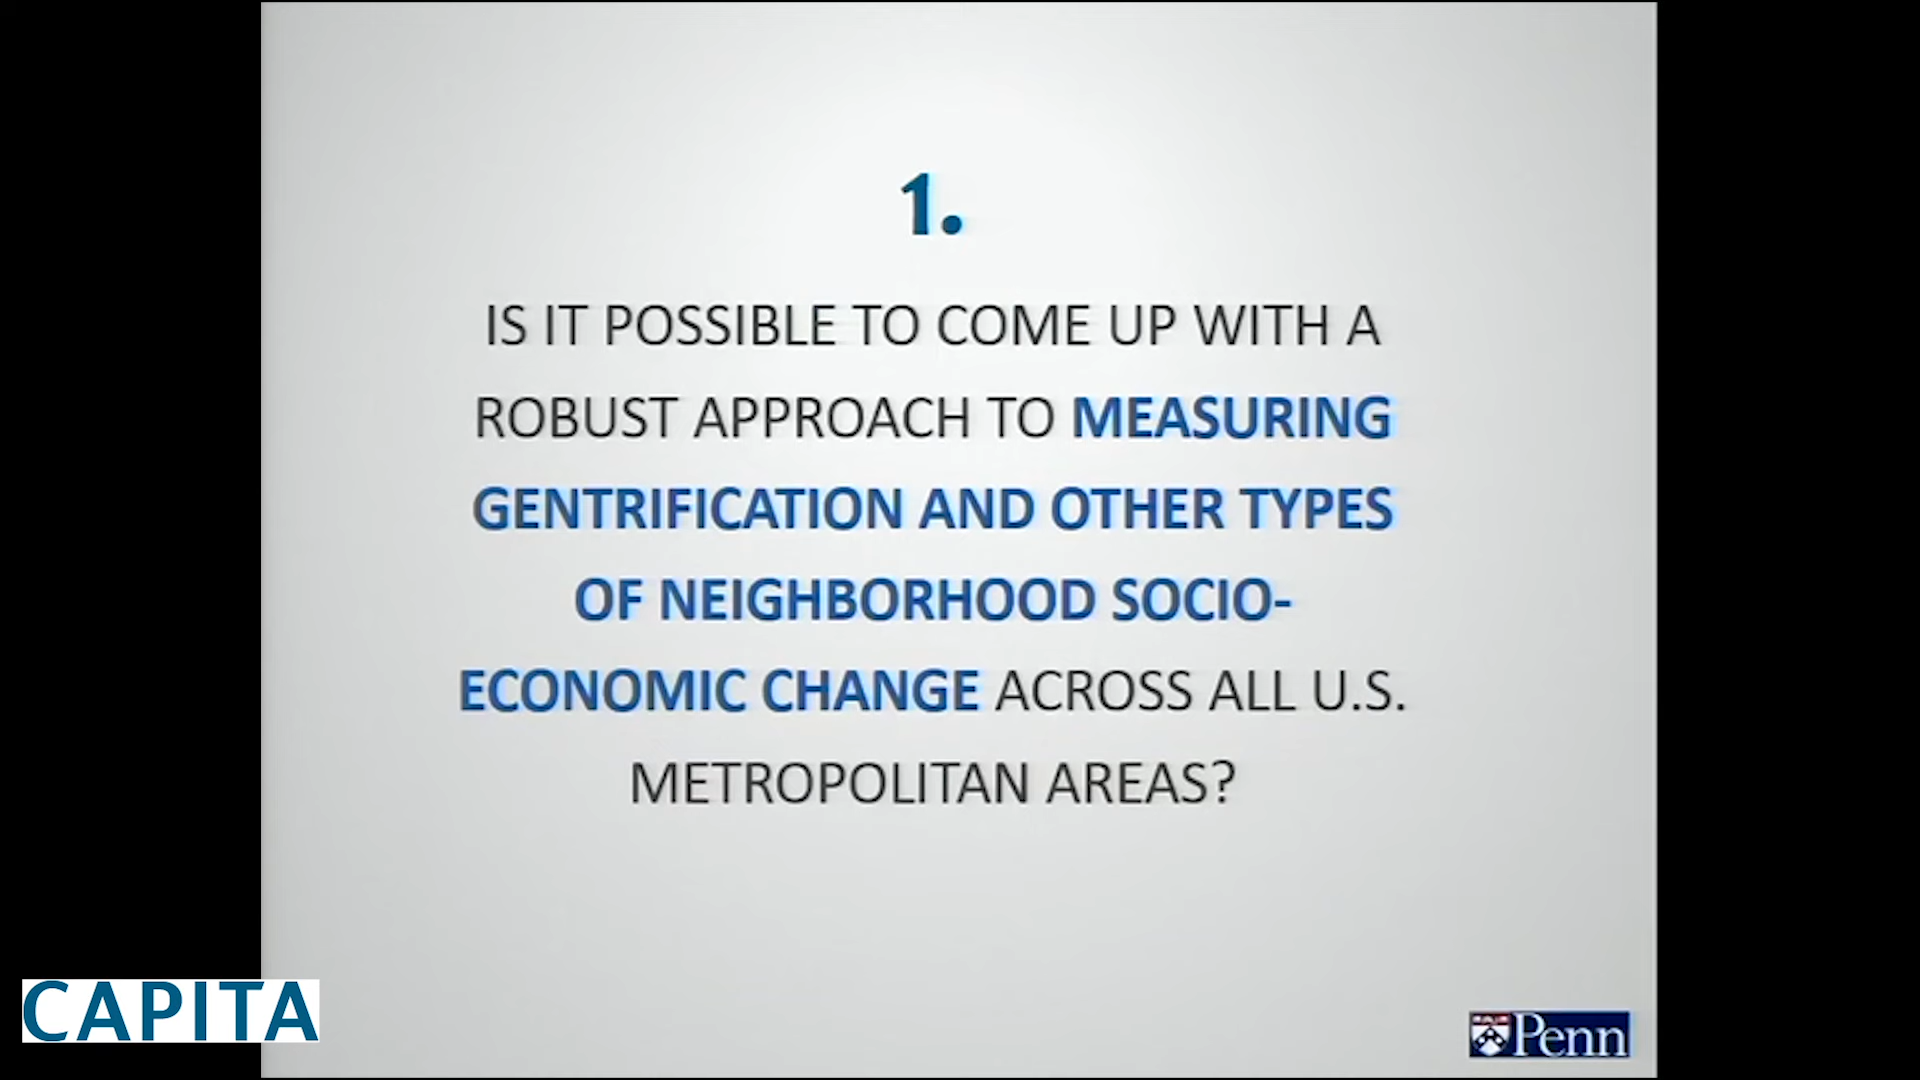 1.
IS IT POSSIBLE TO COME UP WITH A
ROBUST APPROACH TO MEASURING
GENTRIFICATION AND OTHER TYPES
OF NEIGHBORHOOD SOCIO-
ECONOMIC CHANGE ACROSS ALL U.S.
METROPOLITAN AREAS?
CAPITA
Penn